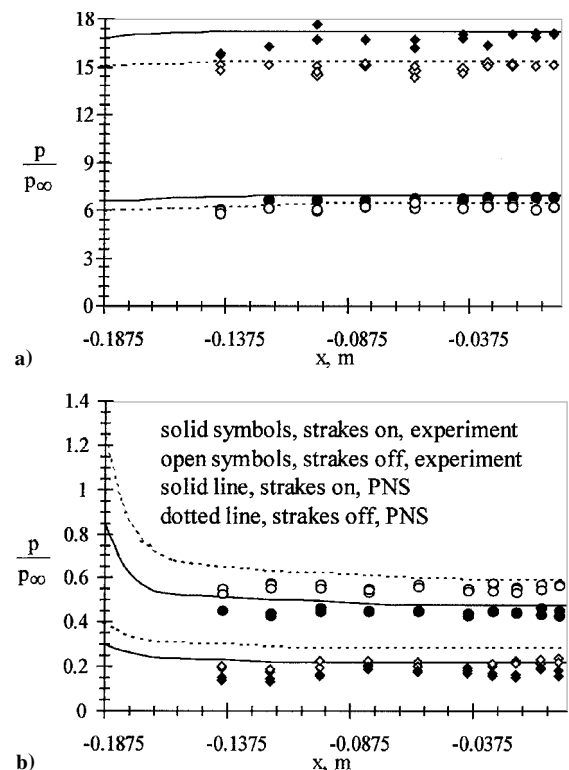 18
15
12
p
p∞
9
6
3
0
-0.1875 -0.1375 -0.0875 -0.0375
a) x, m
1.4
solid symbols, strakes on, experiment
1.2
open symbols, strakes off, experiment
solid line, strakes on, PNS
1
dotted line, strakes off, PNS
0.8
p
p∞
0.6
0.4
0.2
0
-0.1875 -0.1375 -0.0875 -0.0375
b) x, m